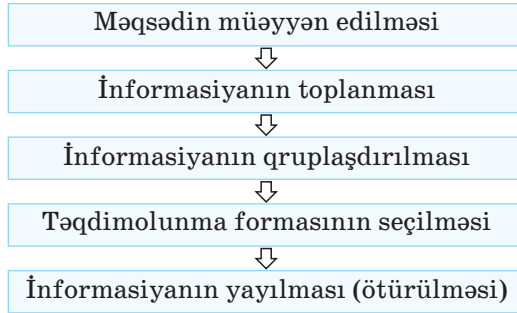 Məqsədin müəyyən edilməsi
İnformasiyanın toplanması
İnformasiyanın qruplaşdırılması
Təqdimolunma formasının seçilməsi
İnformasiyanın yayılması (ötürülməsi)